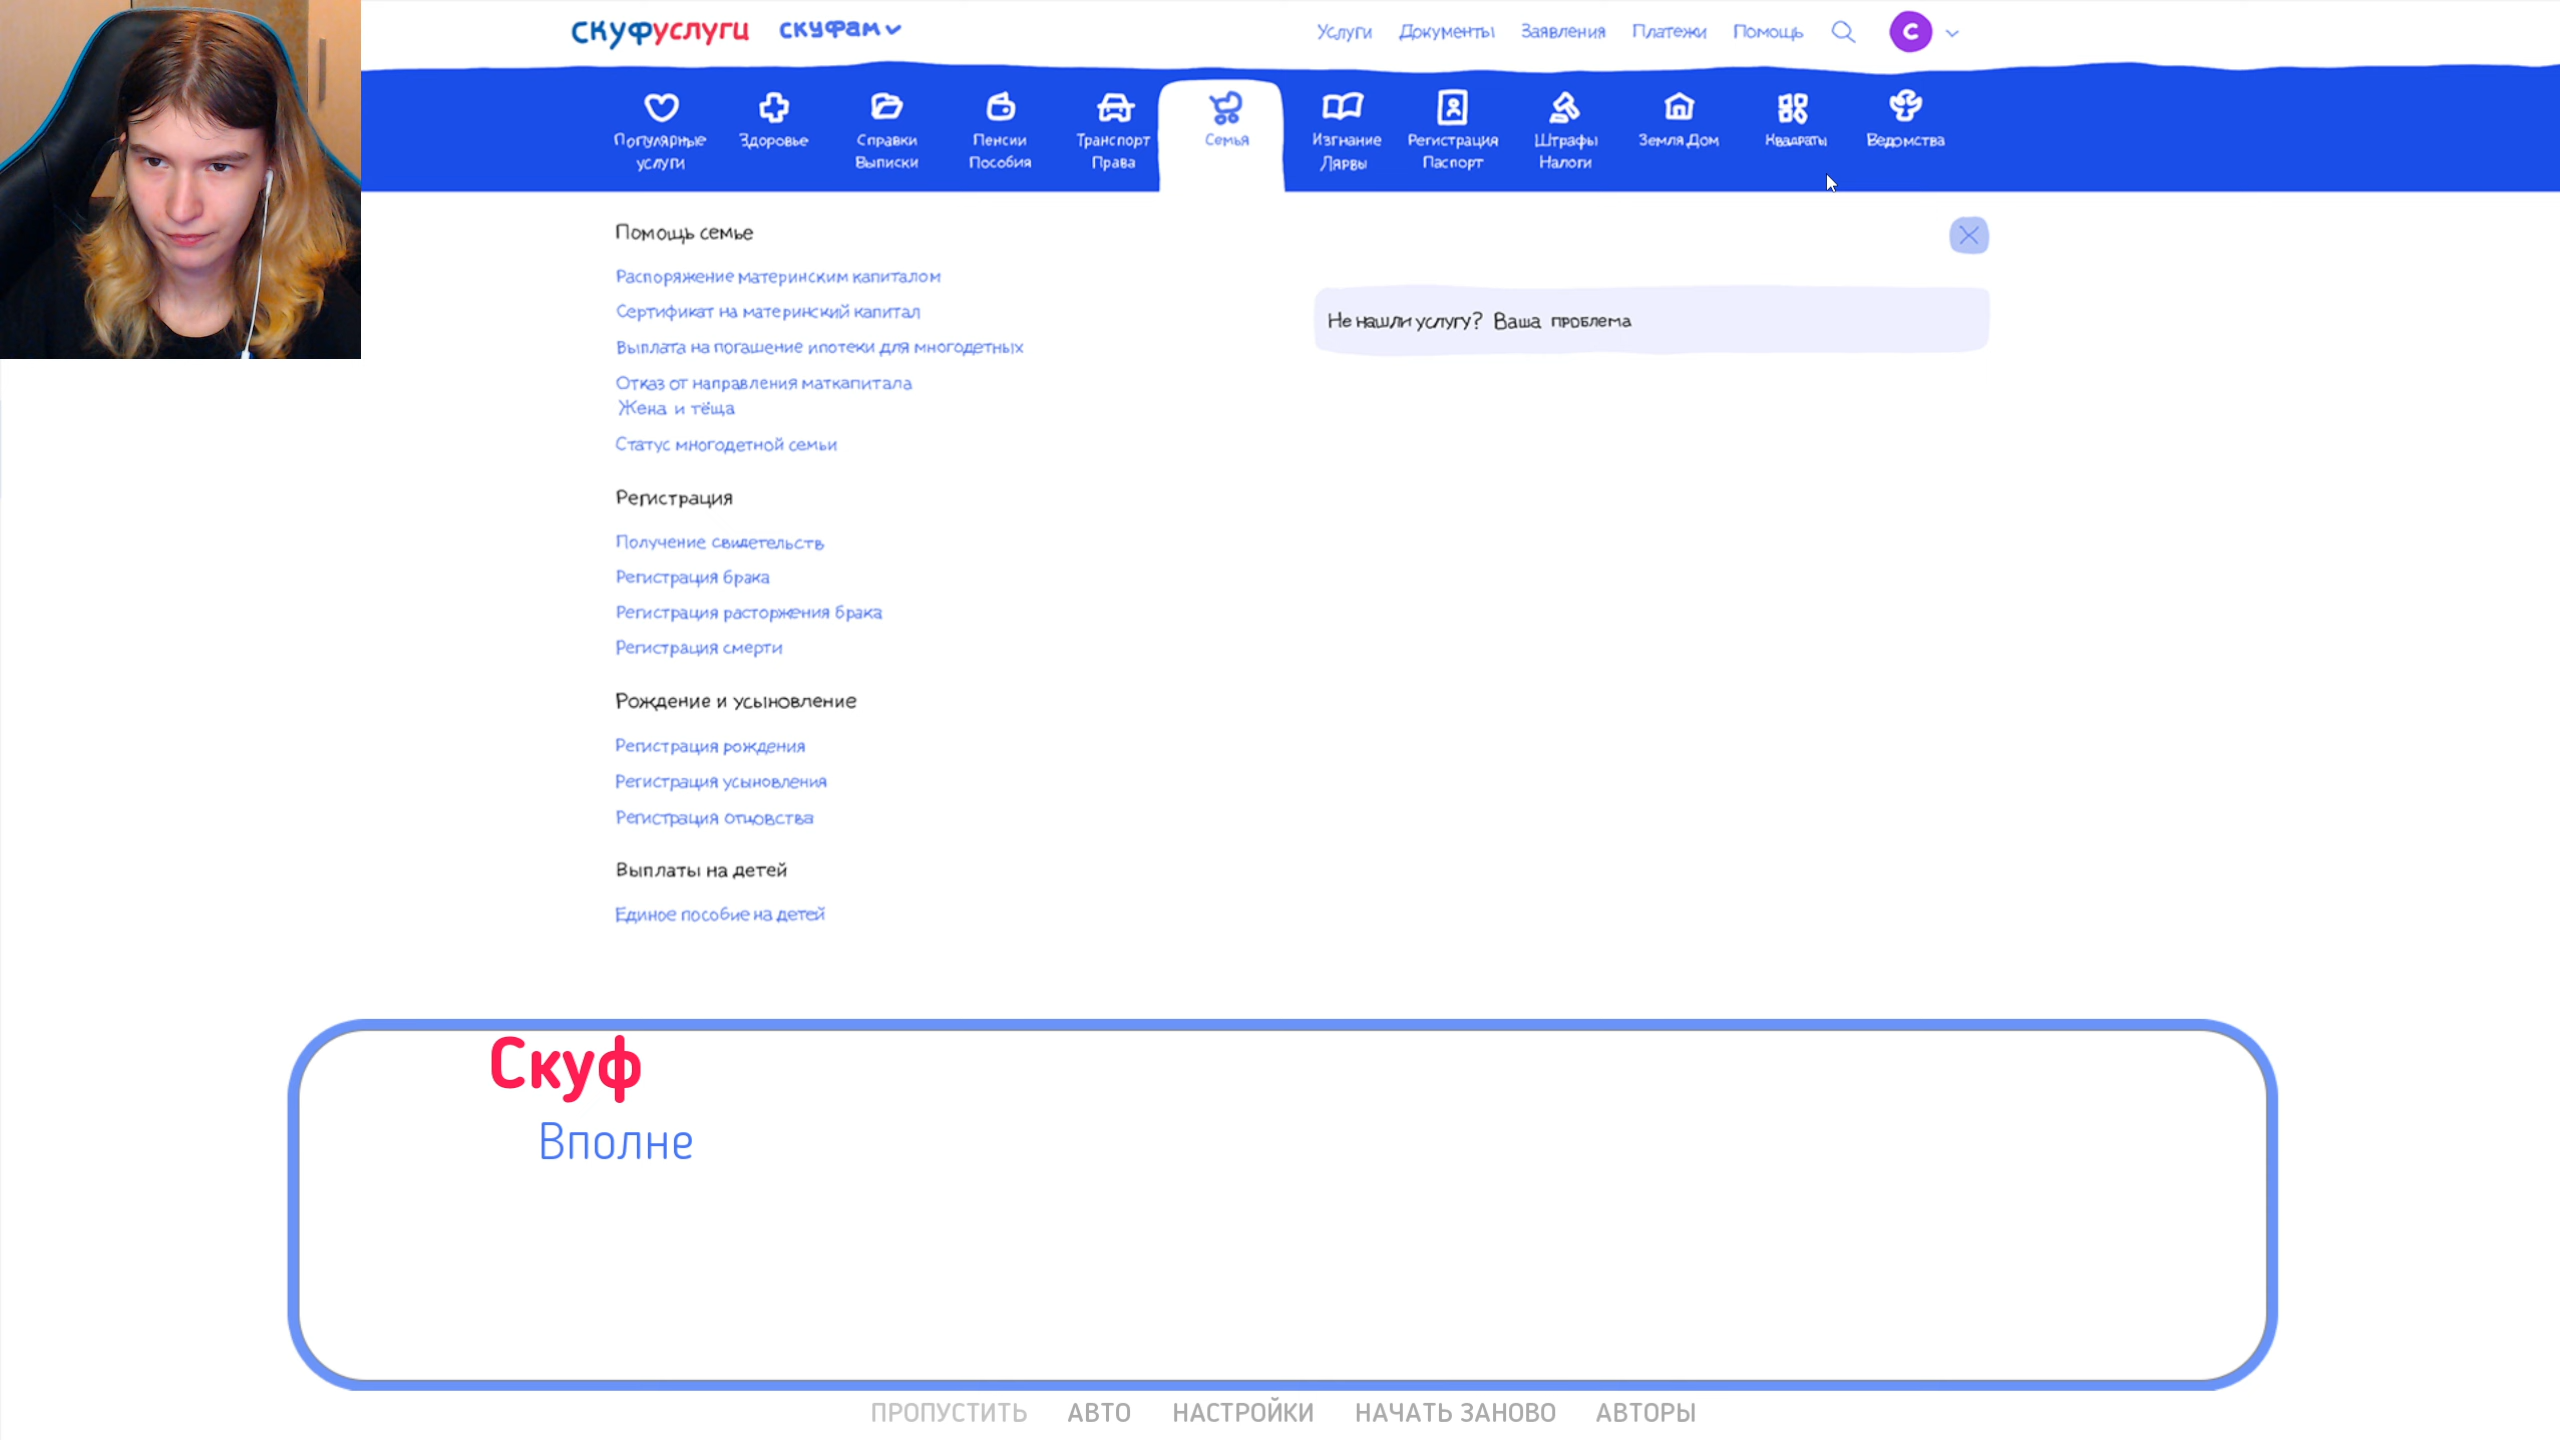 скуфуслуги скуфам Услуги Документы Заявления Платежи Помощь С
Популярные услуги
Здоровье
Справки Выписки
Пенсии Пособия
Транспорт Права
Семья
Изгнание Лярвы
Регистрация Паспорт
Штрафы Налоги
Земля Дом
Квадраты
Ведомства
Помощь семье
Распоряжение материнским капиталом
Сертификат на материнский капитал
Выплата на погашение ипотеки для многодетных
Отказ от направления маткапитала
Жена и тёща
Статус многодетной семьи
Регистрация
Получение свидетельств
Регистрация брака
Регистрация расторжения брака
Регистрация смерти
Рождение и усыновление
Регистрация рождения
Регистрация усыновления
Регистрация отцовства
Выплаты на детей
Единое пособие на детей
Не нашли услугу? Ваша проблема
Скуф
Вполне
ПРОПУСТИТЬ АВТО НАСТРОЙКИ НАЧАТЬ ЗАНОВО АВТОРЫ